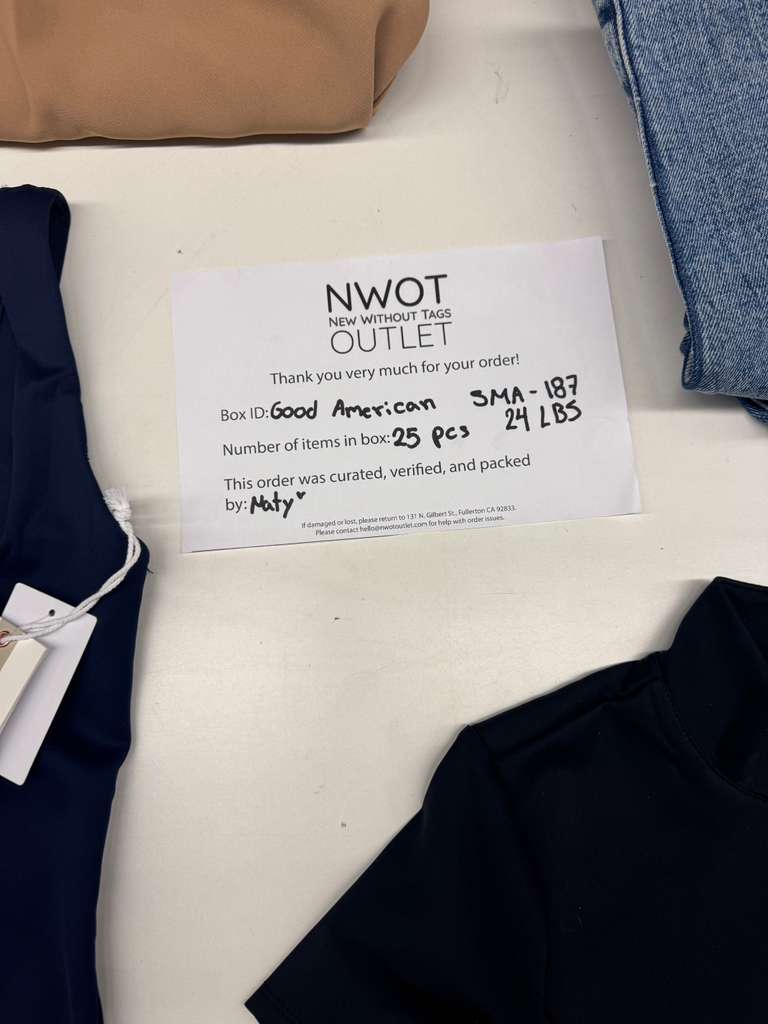 NWOT
NEW WITHOUT TAGS
OUTLET
Thank you very much for your order!
Box ID: Good American SMA-187
Number of items in box: 25 pcs 24 LBS
This order was curated, verified, and packed
by: Naty♥
If damaged or lost, please return to 131 N. Gilbert St., Fullerton CA 92833.
Please contact hello@nwotoutlet.com for help with order issues.